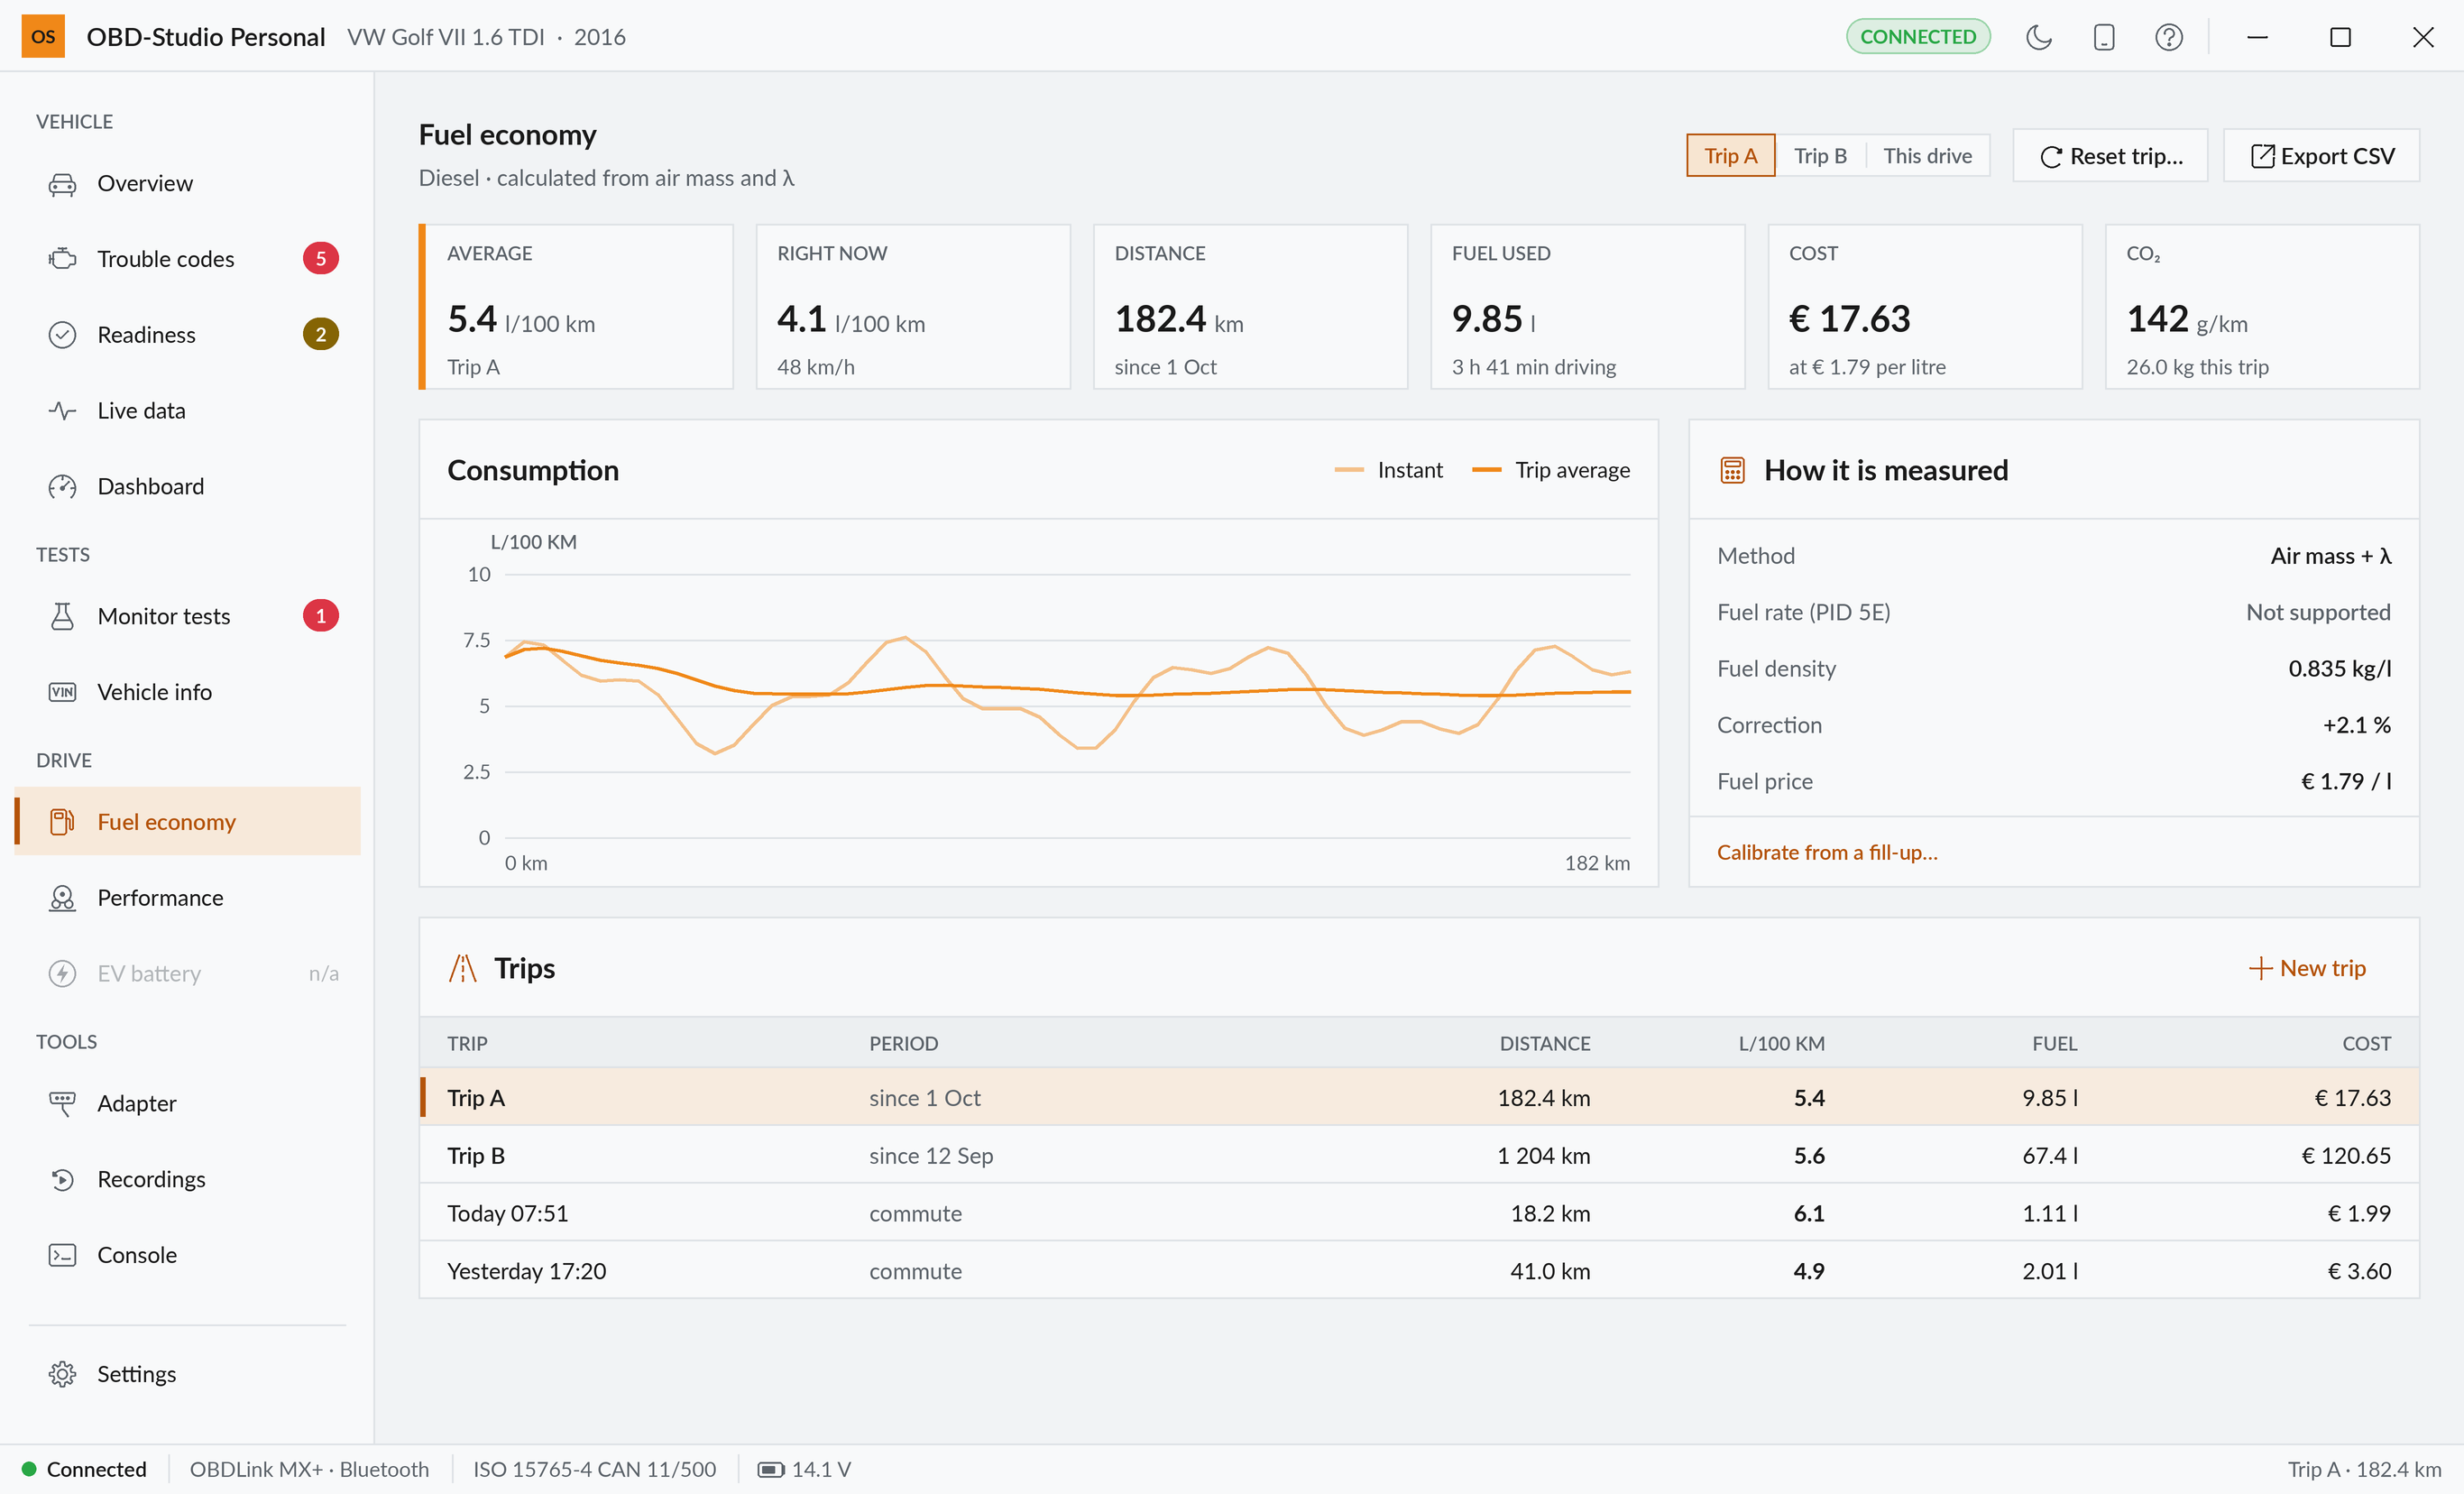 OS OBD-Studio Personal VW Golf VII 1.6 TDI · 2016 CONNECTED
VEHICLE
Overview
Trouble codes 5
Readiness 2
Live data
Dashboard
TESTS
Monitor tests 1
VIN Vehicle info
DRIVE
Fuel economy
Performance
EV battery n/a
TOOLS
Adapter
Recordings
Console
Settings
Fuel economy
Diesel · calculated from air mass and λ
Trip A Trip B This drive Reset trip... Export CSV
AVERAGE
5.4 l/100 km
Trip A
RIGHT NOW
4.1 l/100 km
48 km/h
DISTANCE
182.4 km
since 1 Oct
FUEL USED
9.85 l
3 h 41 min driving
COST
€ 17.63
at € 1.79 per litre
CO₂
142 g/km
26.0 kg this trip
Consumption Instant Trip average
L/100 KM
10
7.5
5
2.5
0
0 km 182 km
How it is measured
Method Air mass + λ
Fuel rate (PID 5E) Not supported
Fuel density 0.835 kg/l
Correction +2.1 %
Fuel price € 1.79 / l
Calibrate from a fill-up...
Trips New trip
TRIP PERIOD DISTANCE L/100 KM FUEL COST
Trip A since 1 Oct 182.4 km 5.4 9.85 l € 17.63
Trip B since 12 Sep 1 204 km 5.6 67.4 l € 120.65
Today 07:51 commute 18.2 km 6.1 1.11 l € 1.99
Yesterday 17:20 commute 41.0 km 4.9 2.01 l € 3.60
Connected OBDLink MX+ · Bluetooth ISO 15765-4 CAN 11/500 14.1 V Trip A · 182.4 km